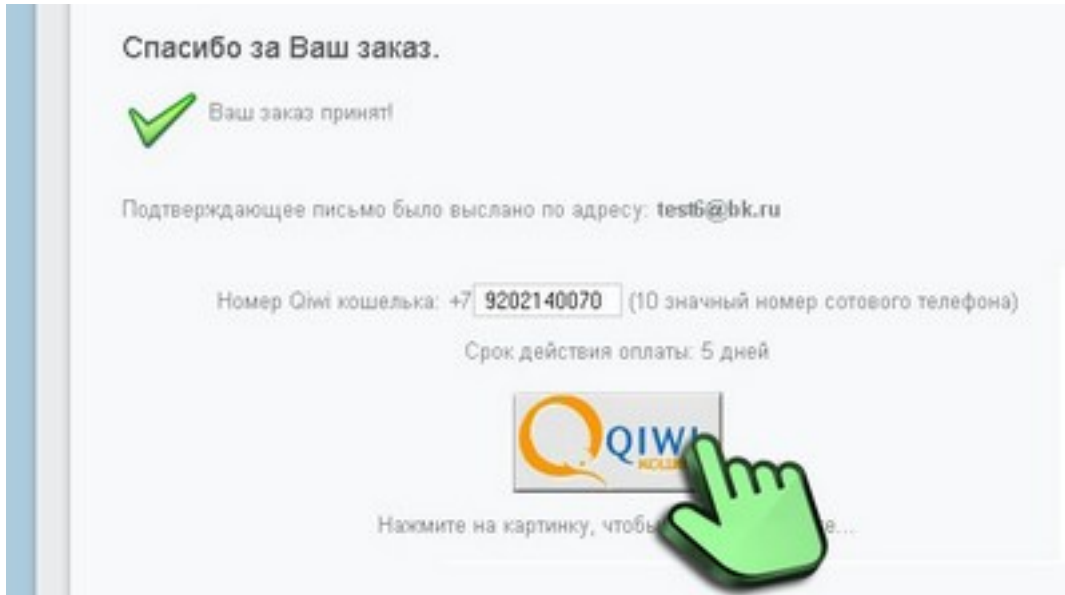 Спасибо за Ваш заказ.
Ваш заказ принят!
Подтверждающее письмо было выслано по адресу: test6@bk.ru
Номер Qiwi кошелька: +7 9202140070 (10 значный номер сотового телефона)
Срок действия оплаты: 5 дней
QIWI
Нажмите на картинку, чтобы